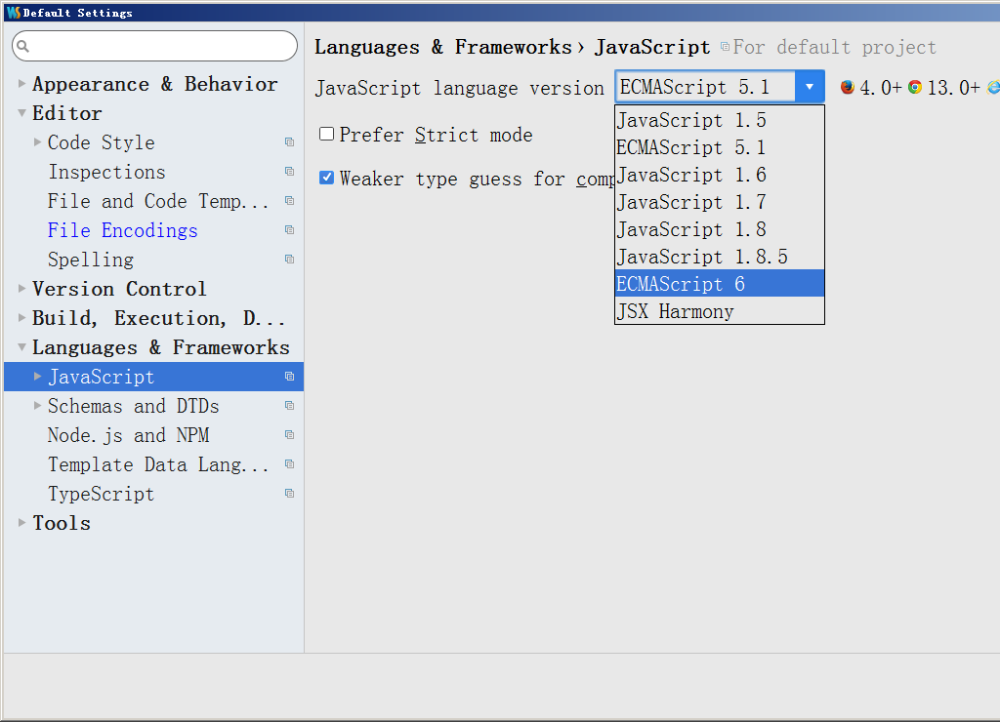 Default Settings
Appearance & Behavior
Editor
Code Style
Inspections
File and Code Temp...
File Encodings
Spelling
Version Control
Build, Execution, D...
Languages & Frameworks
JavaScript
Schemas and DTDs
Node.js and NPM
Template Data Lang...
TypeScript
Tools
Languages & Frameworks › JavaScript For default project
JavaScript language version ECMAScript 5.1 4.0+ 13.0+
Prefer Strict mode
Weaker type guess for comp
JavaScript 1.5
ECMAScript 5.1
JavaScript 1.6
JavaScript 1.7
JavaScript 1.8
JavaScript 1.8.5
ECMAScript 6
JSX Harmony